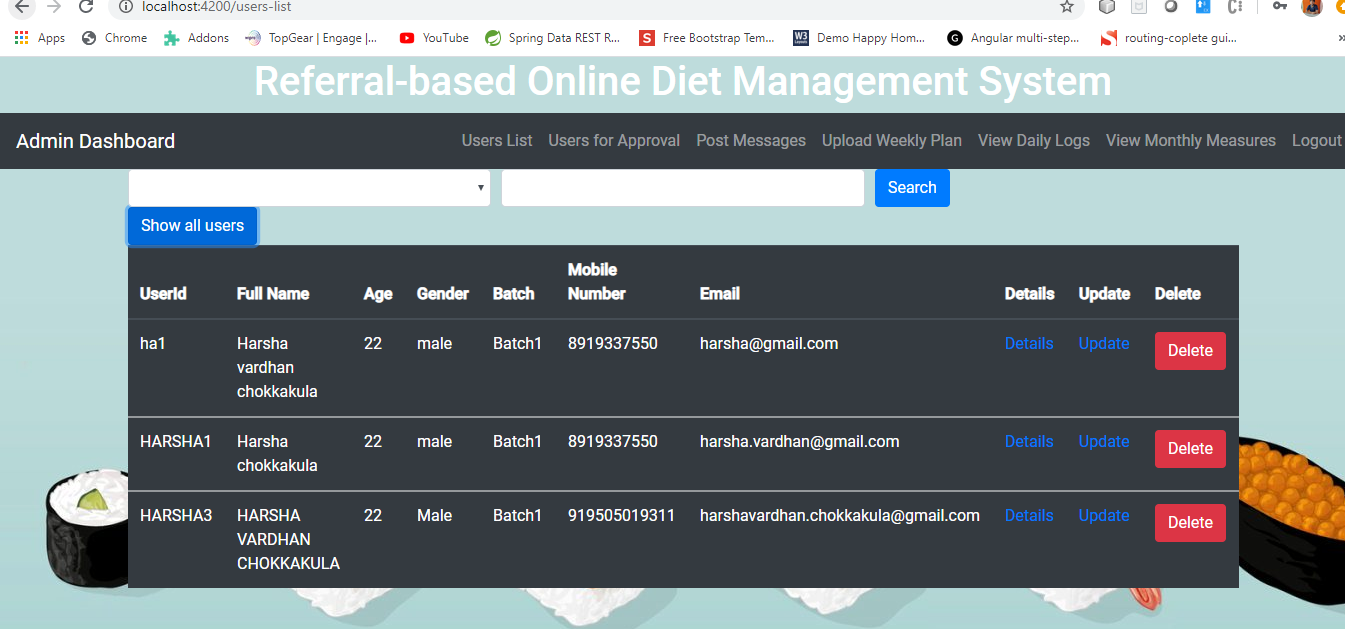 localhost:4200/users-list
Apps Chrome Addons TopGear | Engage |... YouTube Spring Data REST R... Free Bootstrap Tem... W3 Demo Happy Hom... G Angular multi-step... routing-coplete gui... »
Referral-based Online Diet Management System
Admin Dashboard Users List Users for Approval Post Messages Upload Weekly Plan View Daily Logs View Monthly Measures Logout
Search
Show all users
UserId Full Name Age Gender Batch Mobile Number Email Details Update Delete
ha1 Harsha vardhan chokkakula 22 male Batch1 8919337550 harsha@gmail.com Details Update Delete
HARSHA1 Harsha chokkakula 22 male Batch1 8919337550 harsha.vardhan@gmail.com Details Update Delete
HARSHA3 HARSHA VARDHAN CHOKKAKULA 22 Male Batch1 919505019311 harshavardhan.chokkakula@gmail.com Details Update Delete